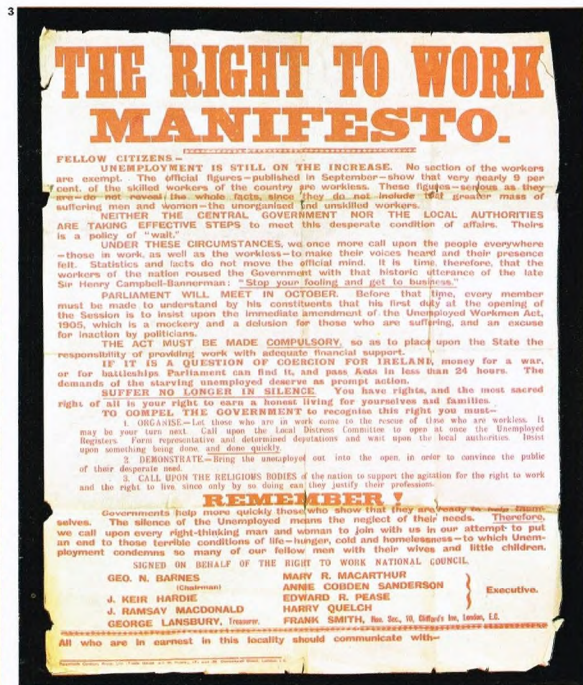 3
THE RIGHT TO WORK
MANIFESTO.
FELLOW CITIZENS—
UNEMPLOYMENT IS STILL ON THE INCREASE. No section of the workers
are exempt. The official figures—published in September—show that very nearly 9 per
cent. of the skilled workers of the country are workless. These figures—serious as they
are—do not reveal the whole facts, since they do not include that greater mass of
suffering men and women—the unorganised and unskilled workers.
NEITHER THE CENTRAL GOVERNMENT NOR THE LOCAL AUTHORITIES
ARE TAKING EFFECTIVE STEPS to meet this desperate condition of affairs. Theirs
is a policy of "wait."
UNDER THESE CIRCUMSTANCES, we once more call upon the people everywhere
—those in work, as well as the workless—to make their voices heard and their presence
felt. Statistics and facts do not move the official mind. It is time, therefore, that the
workers of the nation roused the Government with that historic utterance of the late
Sir Henry Campbell-Bannerman: "Stop your fooling and get to business."
PARLIAMENT WILL MEET IN OCTOBER. Before that time, every member
must be made to understand by his constituents that his first duty at the opening of
the Session is to insist upon the immediate amendment of the Unemployed Workmen Act,
1905, which is a mockery and a delusion for those who are suffering, and an excuse
for inaction by politicians.
THE ACT MUST BE MADE COMPULSORY, so as to place upon the State the
responsibility of providing work with adequate financial support.
IF IT IS A QUESTION OF COERCION FOR IRELAND, money for a war,
or for battleships Parliament can find it, and pass Acts in less than 24 hours. The
demands of the starving unemployed deserve as prompt action.
SUFFER NO LONGER IN SILENCE. You have rights, and the most sacred
right of all is your right to earn a honest living for yourselves and families.
TO COMPEL THE GOVERNMENT to recognise this right you must—
1. ORGANISE—Let those who are in work come to the rescue of those who are workless. It
may be your turn next. Call upon the Local Distress Committee to open at once the Unemployed
Registers. Form representative and determined deputations and wait upon the local authorities. Insist
upon something being done, and done quickly.
2. DEMONSTRATE—Bring the unemployed out into the open, in order to convince the public
of their desperate need.
3. CALL UPON THE RELIGIOUS BODIES of the nation to support the agitation for the right to work
and the right to live, since only by so doing can they justify their profession.
REMEMBER!
Governments help more quickly those who show that they are ready to help them-
selves. The silence of the Unemployed means the neglect of their needs. Therefore,
we call upon every right-thinking man and woman to join with us in our attempt to put
an end to those terrible conditions of life—hunger, cold and homelessness—to which Unem-
ployment condemns so many of our fellow men with their wives and little children.
SIGNED ON BEHALF OF THE RIGHT TO WORK NATIONAL COUNCIL.
GEO. N. BARNES
(Chairman)
J. KEIR HARDIE
J. RAMSAY MACDONALD
GEORGE LANSBURY, Treasurer.
MARY R. MACARTHUR
ANNIE COBDEN SANDERSON
EDWARD R. PEASE
HARRY QUELCH
FRANK SMITH, Hon. Sec., 10, Clifford's Inn, London, E.C.
Executive.
All who are in earnest in this locality should communicate with—